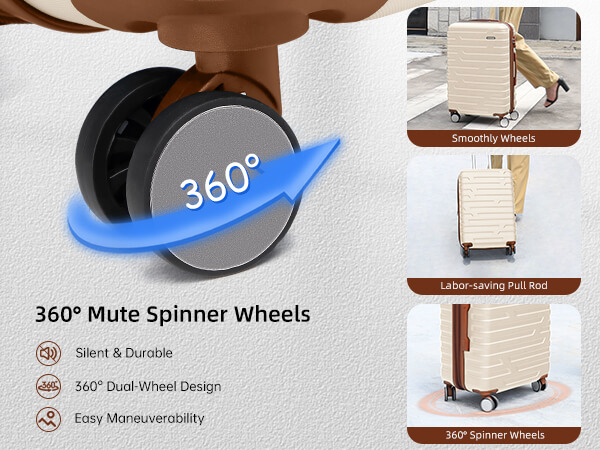 360°
360° Mute Spinner Wheels
Silent & Durable
360° Dual-Wheel Design
Easy Maneuverability
Smoothly Wheels
Labor-saving Pull Rod
360° Spinner Wheels